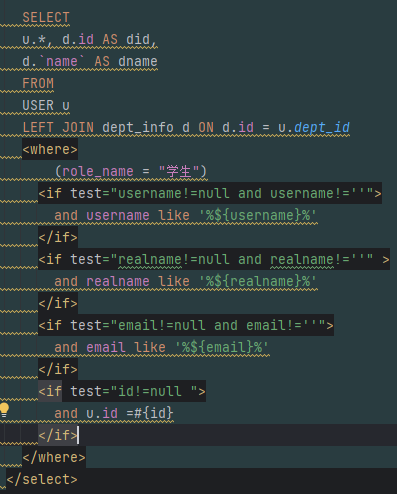 SELECT
u.*, d.id AS did,
d.`name` AS dname
FROM
USER u
LEFT JOIN dept_info d ON d.id = u.dept_id
<where>
(role_name = "学生")
<if test="username!=null and username!=''">
and username like '%${username}%'
</if>
<if test="realname!=null and realname!=''" >
and realname like '%${realname}%'
</if>
<if test="email!=null and email!=''">
and email like '%${email}%'
</if>
<if test="id!=null ">
and u.id =#{id}
</if>
</where>
</select>